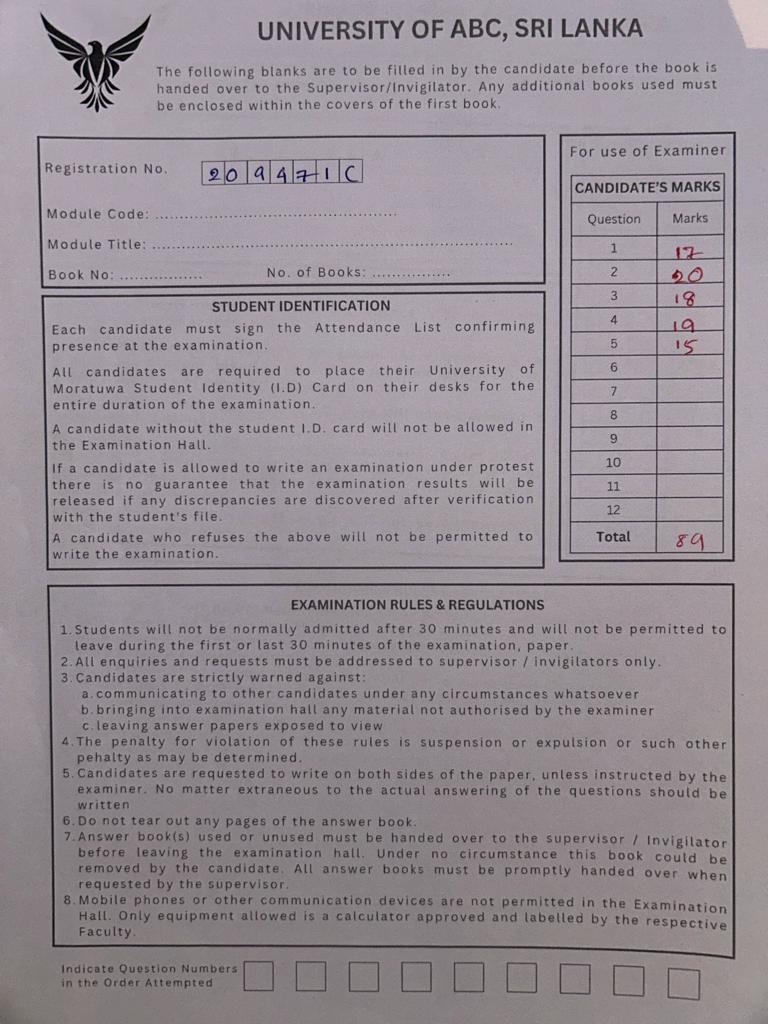 UNIVERSITY OF ABC, SRI LANKA
The following blanks are to be filled in by the candidate before the book is
handed over to the Supervisor/Invigilator. Any additional books used must
be enclosed within the covers of the first book.
Registration No. 209471C
Module Code: ..............................................
Module Title: ....................................................................
Book No: ................ No. of Books: ...............
For use of Examiner
CANDIDATE'S MARKS
Question Marks
1 17
2 20
3 18
4 19
5 15
6
7
8
9
10
11
12
Total 89
STUDENT IDENTIFICATION
Each candidate must sign the Attendance List confirming
presence at the examination.
All candidates are required to place their University of
Moratuwa Student Identity (I.D) Card on their desks for the
entire duration of the examination.
A candidate without the student I.D. card will not be allowed in
the Examination Hall.
If a candidate is allowed to write an examination under protest
there is no guarantee that the examination results will be
released if any discrepancies are discovered after verification
with the student's file.
A candidate who refuses the above will not be permitted to
write the examination.
EXAMINATION RULES & REGULATIONS
1. Students will not be normally admitted after 30 minutes and will not be permitted to
leave during the first or last 30 minutes of the examination, paper.
2. All enquiries and requests must be addressed to supervisor / invigilators only.
3. Candidates are strictly warned against:
a. communicating to other candidates under any circumstances whatsoever
b. bringing into examination hall any material not authorised by the examiner
c. leaving answer papers exposed to view
4. The penalty for violation of these rules is suspension or expulsion or such other
pehalty as may be determined.
5. Candidates are requested to write on both sides of the paper, unless instructed by the
examiner. No matter extraneous to the actual answering of the questions should be
written
6. Do not tear out any pages of the answer book.
7. Answer book(s) used or unused must be handed over to the supervisor / Invigilator
before leaving the examination hall. Under no circumstance this book could be
removed by the candidate. All answer books must be promptly handed over when
requested by the supervisor.
8. Mobile phones or other communication devices are not permitted in the Examination
Hall. Only equipment allowed is a calculator approved and labelled by the respective
Faculty.
Indicate Question Numbers
in the Order Attempted